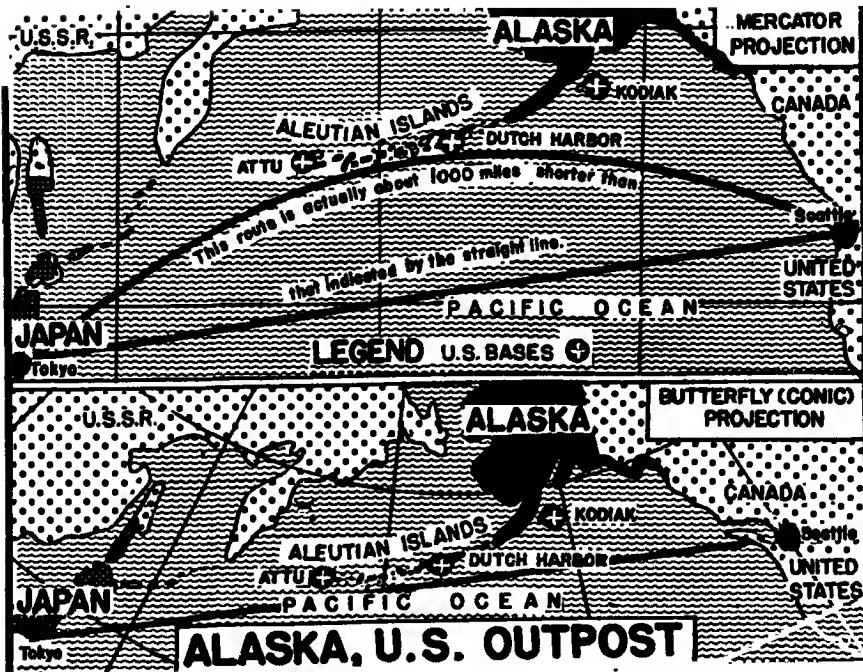 U.S.S.R.
ALASKA
MERCATOR
PROJECTION
KODIAK
CANADA
ALEUTIAN ISLANDS
ATTU
DUTCH HARBOR
This route is actually about 1000 miles shorter than
Seattle
that indicated by the straight line.
UNITED
STATES
PACIFIC OCEAN
JAPAN
LEGEND U.S. BASES
Tokyo
U.S.S.R.
ALASKA
BUTTERFLY (CONIC)
PROJECTION
CANADA
KODIAK
Seattle
ALEUTIAN ISLANDS
DUTCH HARBOR
ATTU
UNITED
STATES
JAPAN
PACIFIC OCEAN
Tokyo
ALASKA, U.S. OUTPOST